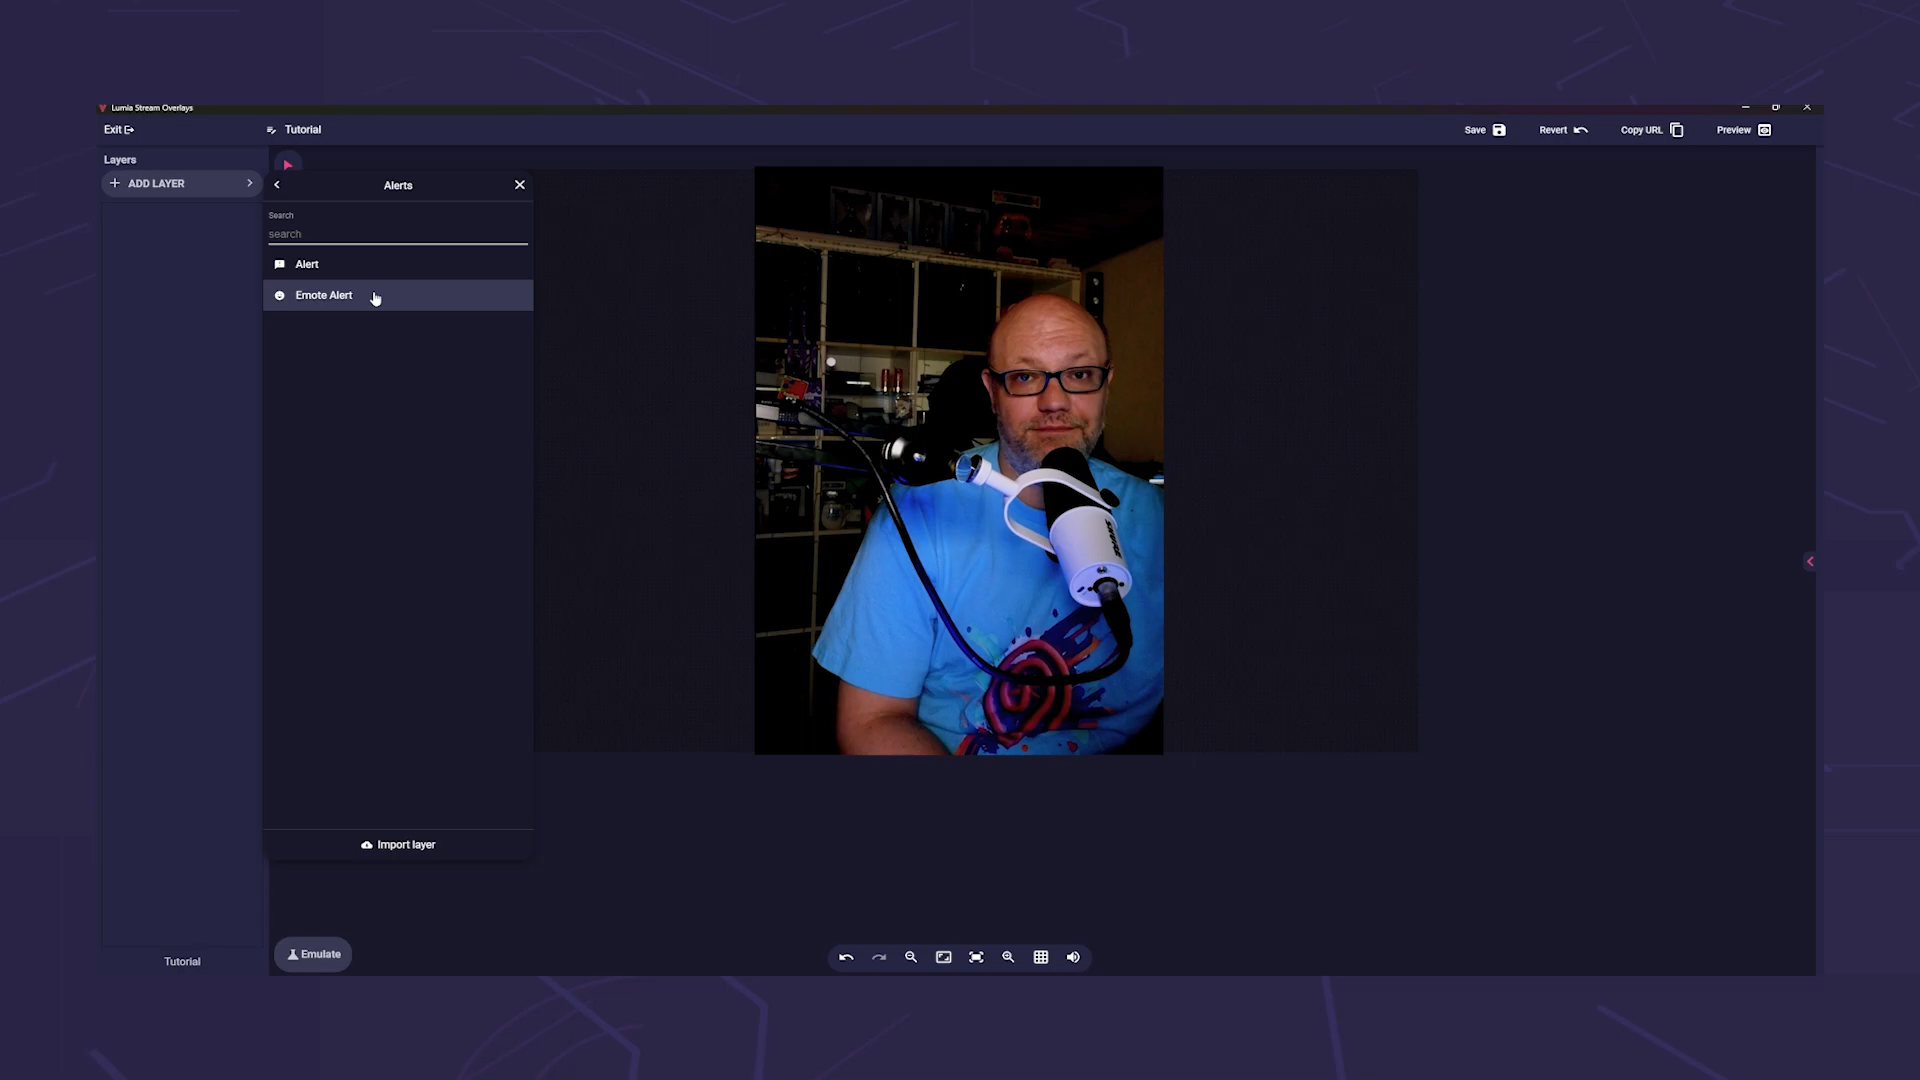 Lumia Stream Overlays
Exit
Tutorial
Save
Revert
Copy URL
Preview
Layers
ADD LAYER
Alerts
Search
search
Alert
Emote Alert
Import layer
Emulate
Tutorial